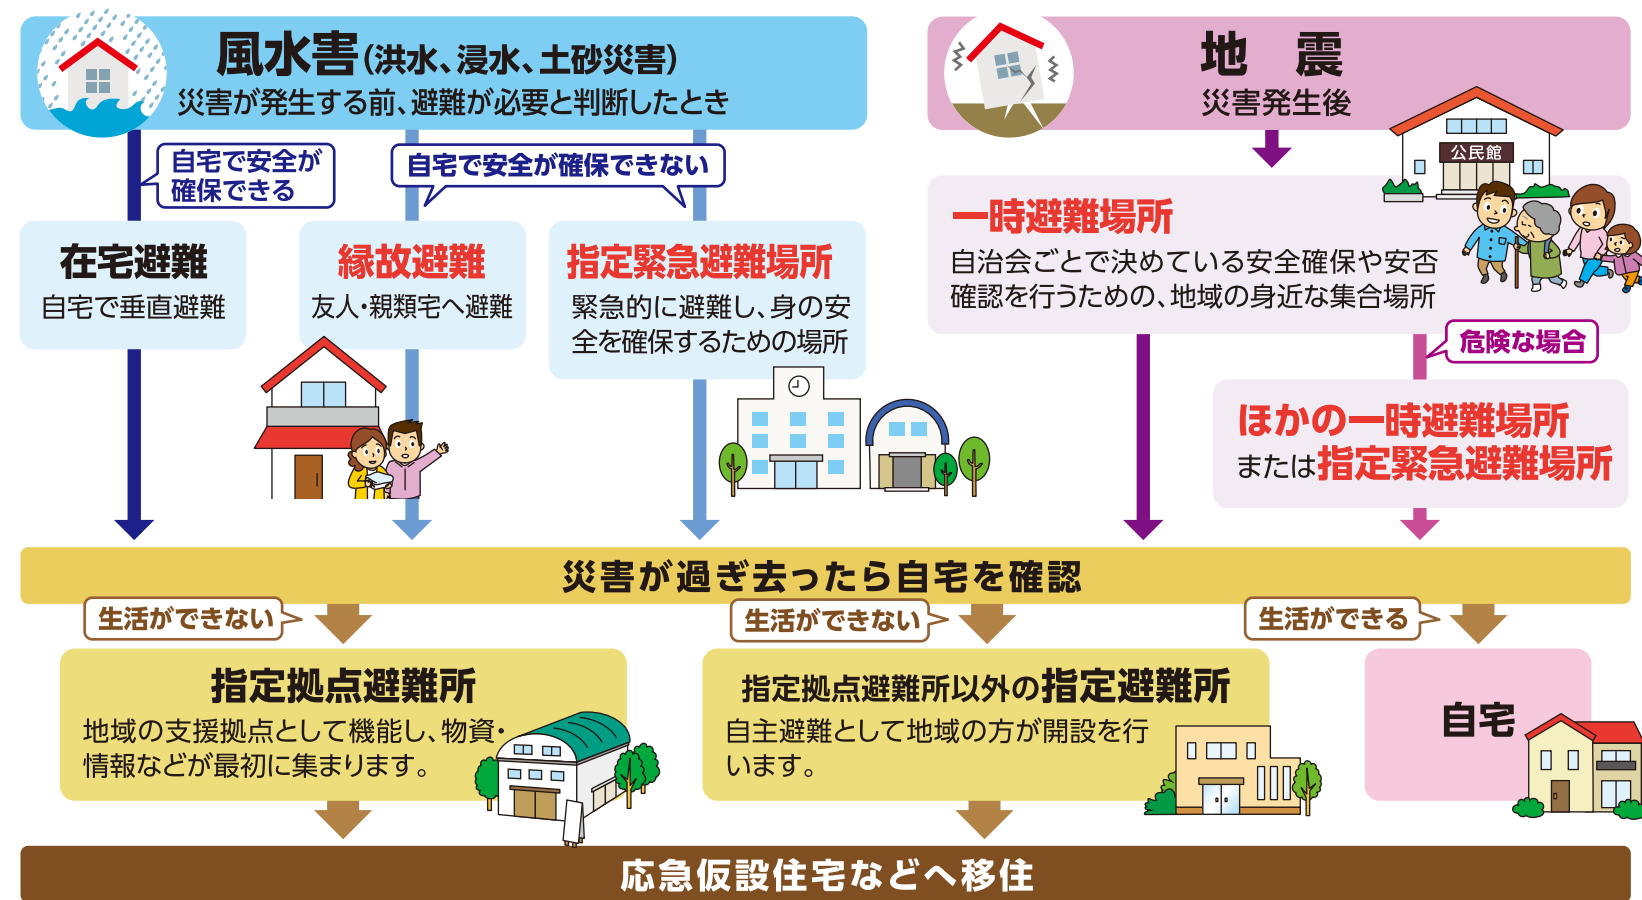 風水害(洪水、浸水、土砂災害)
災害が発生する前、避難が必要と判断したとき
自宅で安全が
確保できる
自宅で安全が確保できない
在宅避難
自宅で垂直避難
縁故避難
友人・親類宅へ避難
指定緊急避難場所
緊急的に避難し、身の安
全を確保するための場所
地 震
災害発生後
公民館
一時避難場所
自治会ごとで決めている安全確保や安否
確認を行うための、地域の身近な集合場所
危険な場合
ほかの一時避難場所
または指定緊急避難場所
災害が過ぎ去ったら自宅を確認
生活ができない
指定拠点避難所
地域の支援拠点として機能し、物資・
情報などが最初に集まります。
生活ができない
指定拠点避難所以外の指定避難所
自主避難として地域の方が開設を行
います。
生活ができる
自宅
応急仮設住宅などへ移住